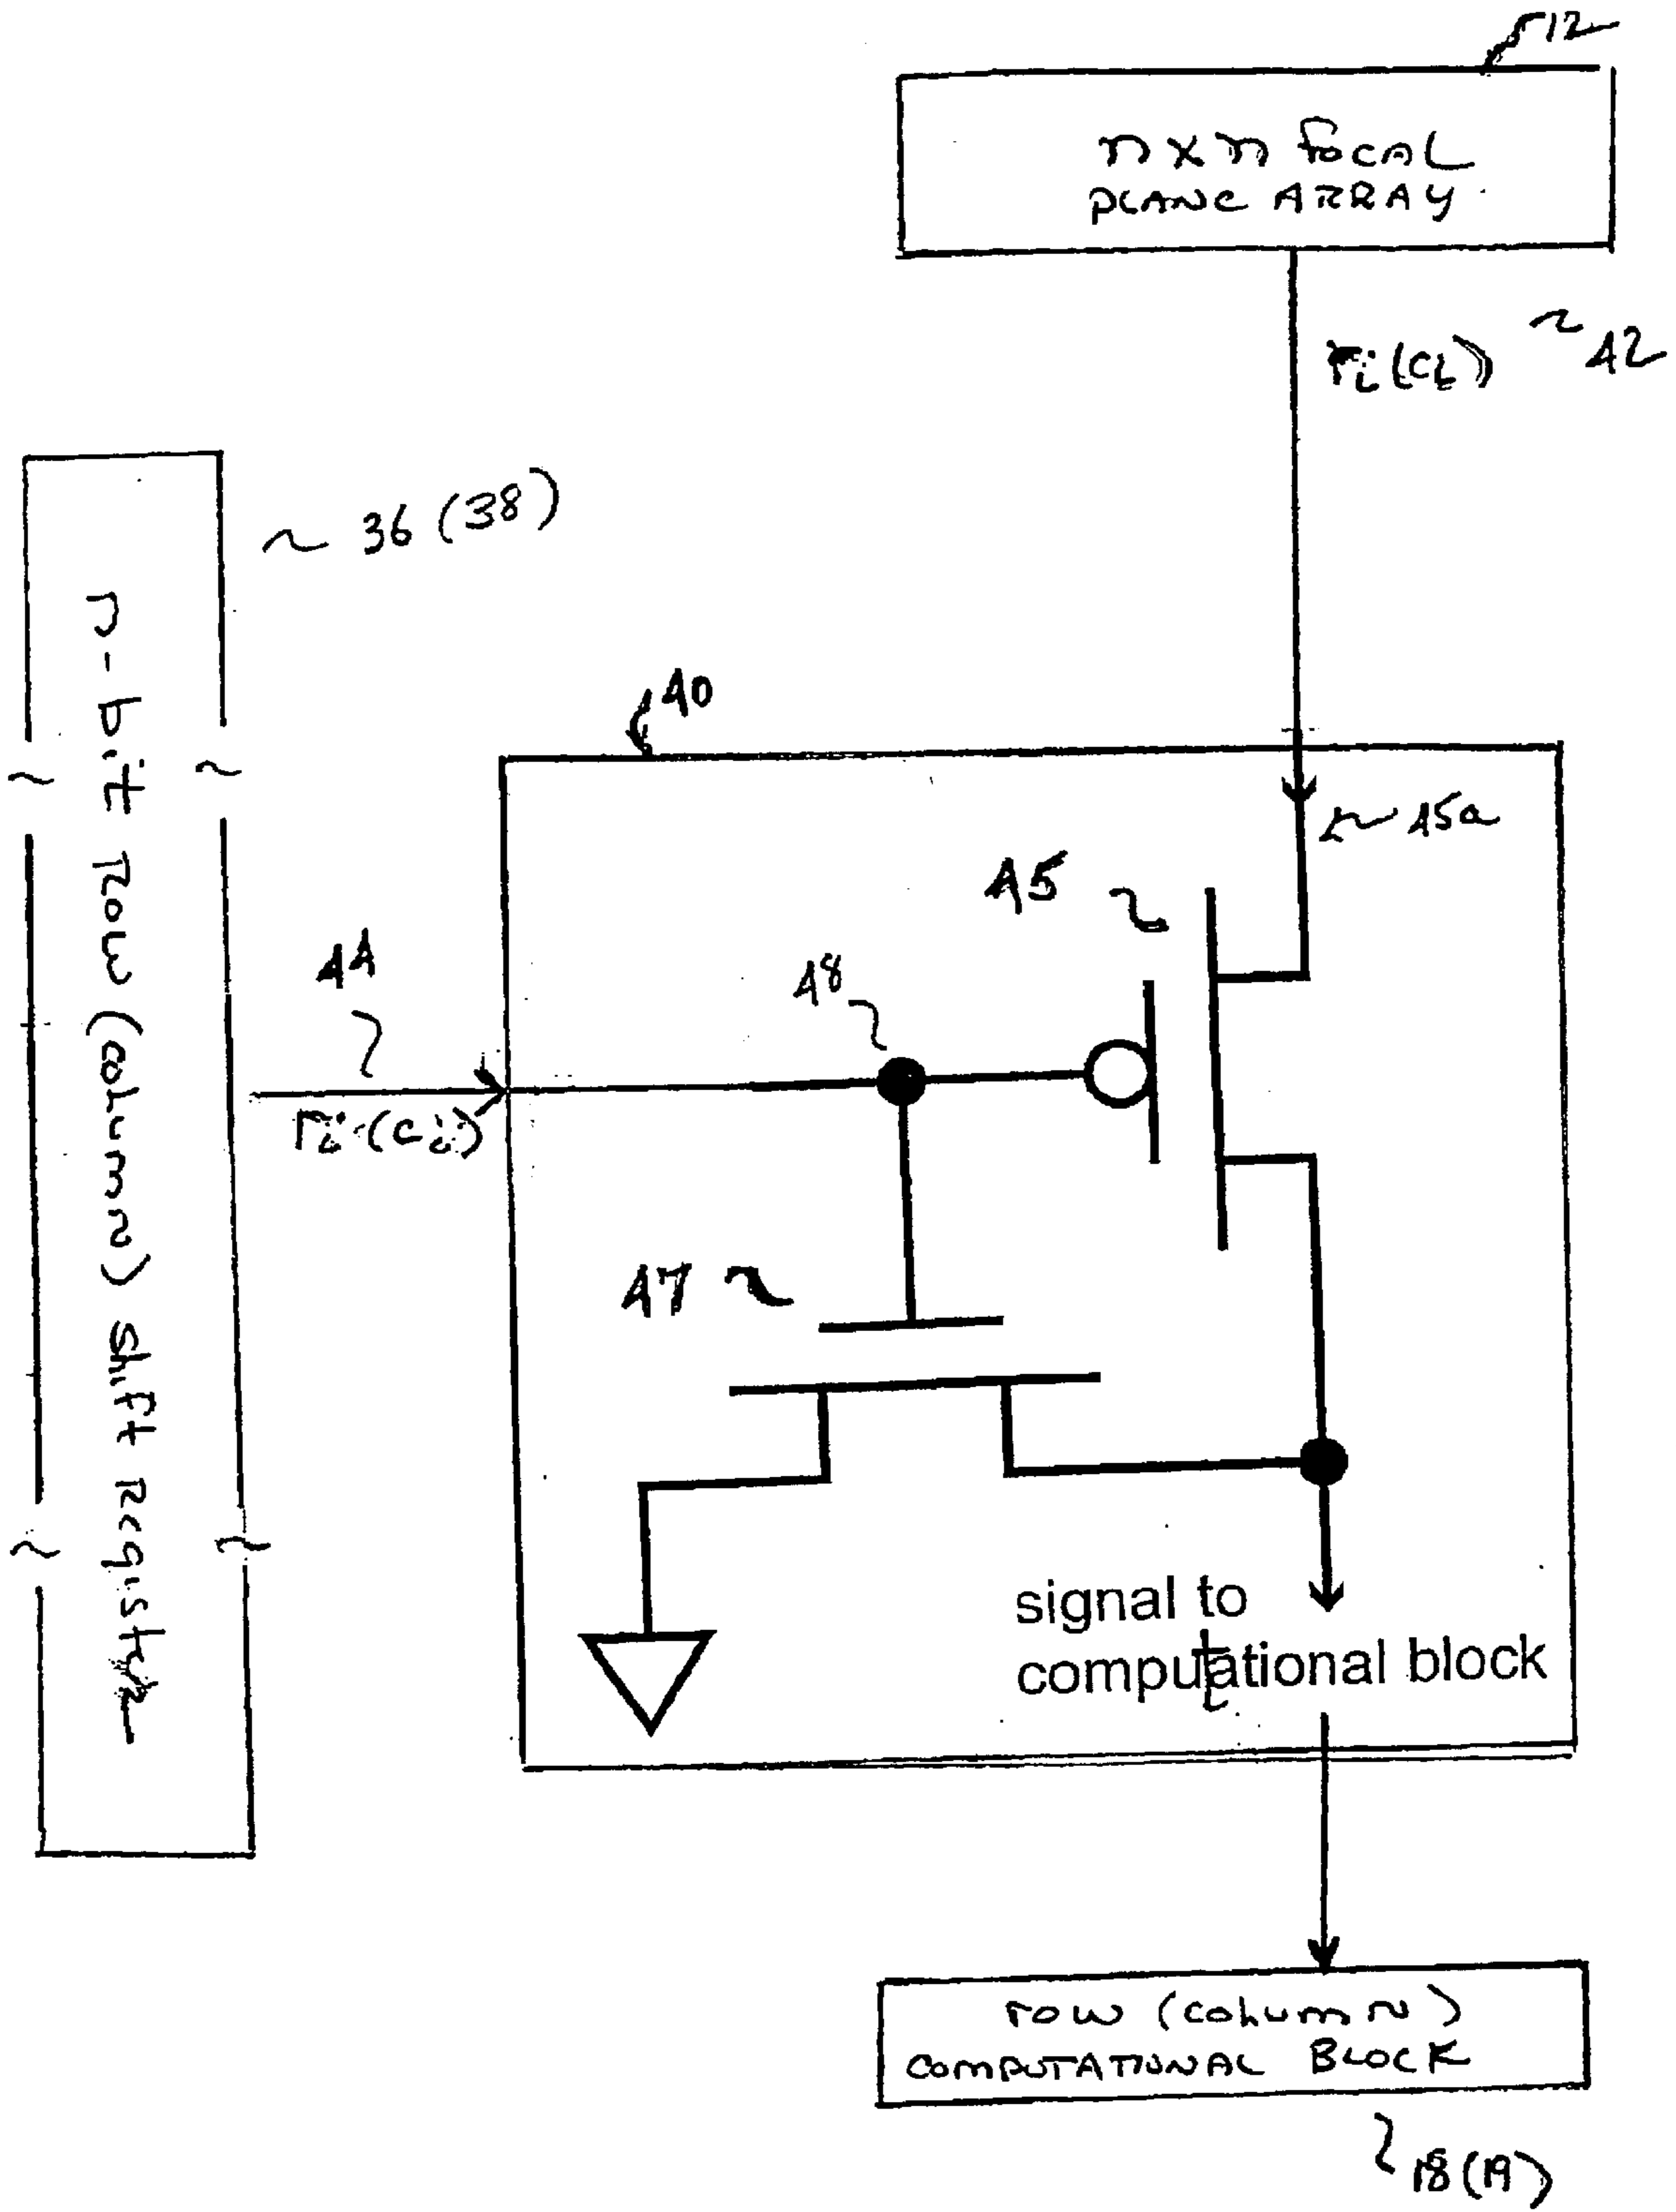 12
n x n focal
PLANE ARRAY
ri(ci)
42
36 (38)
n-bit row (column) shift register
40
45a
45
44
48
ri(ci)
47
signal to
computational block
row (column)
COMPUTATIONAL BLOCK
18(19)